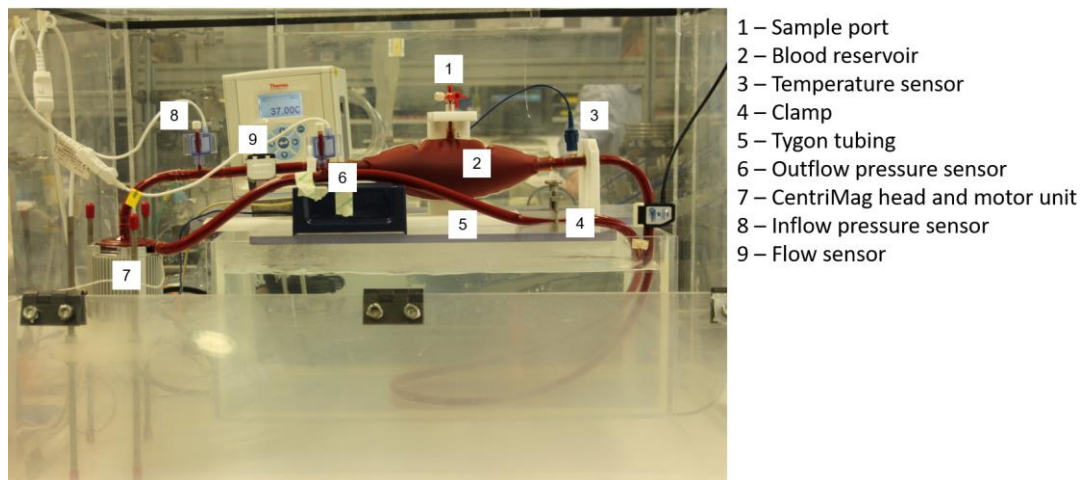 1 – Sample port
2 – Blood reservoir
3 – Temperature sensor
4 – Clamp
5 – Tygon tubing
6 – Outflow pressure sensor
7 – CentriMag head and motor unit
8 – Inflow pressure sensor
9 – Flow sensor
1
Thermo
37.00C
8
3
9
2
6
5
4
7